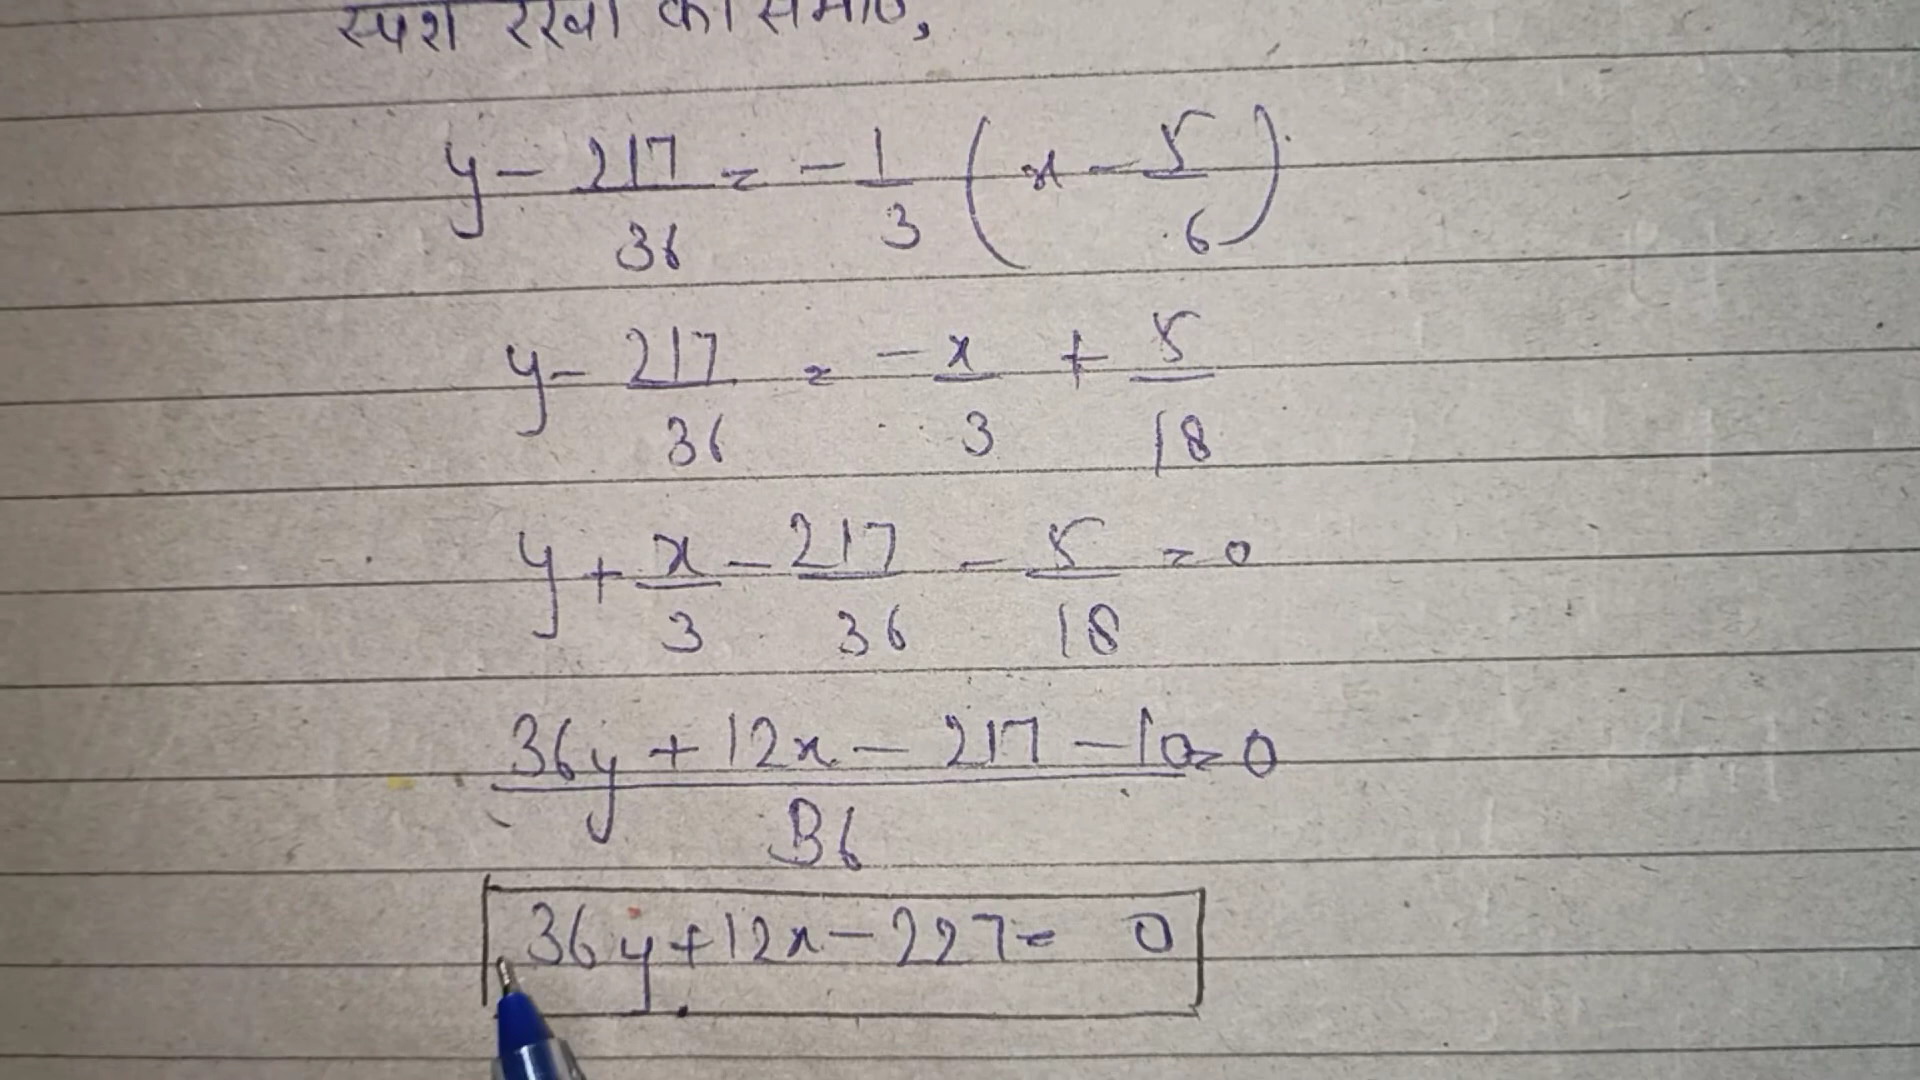 स्पर्श रेखा का समी०,
y - 217/36 = -1/3 (x - 5/6)
y - 217/36 = -x/3 + 5/18
y + x/3 - 217/36 - 5/18 = 0
(36y + 12x - 217 - 10)/36 = 0
36y + 12x - 227 = 0